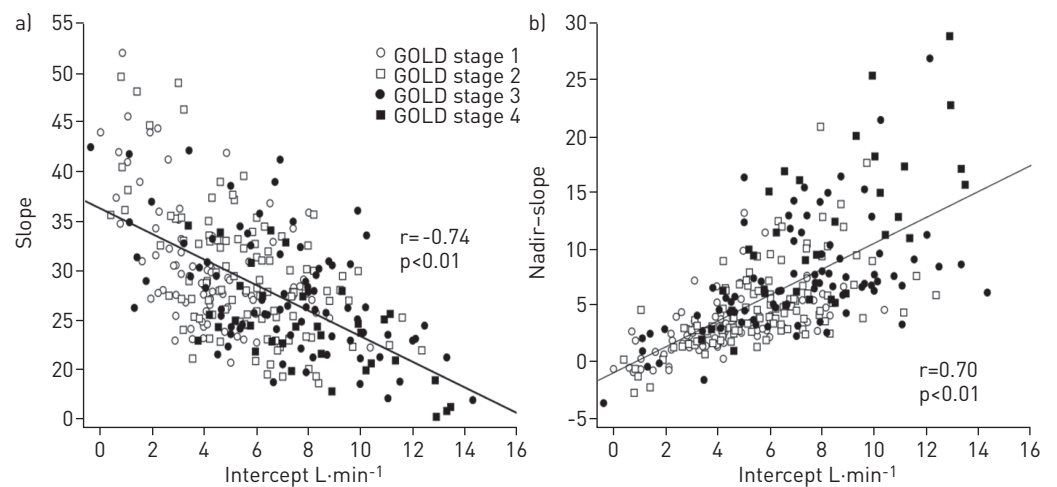 a)
55
50
45
40
35
30
25
20
0
Slope
GOLD stage 1
GOLD stage 2
GOLD stage 3
GOLD stage 4
r=-0.74
p<0.01
0 2 4 6 8 10 12 14 16
Intercept L·min-1
b)
30
25
20
15
10
5
0
-5
Nadir–slope
r=0.70
p<0.01
0 2 4 6 8 10 12 14 16
Intercept L·min-1